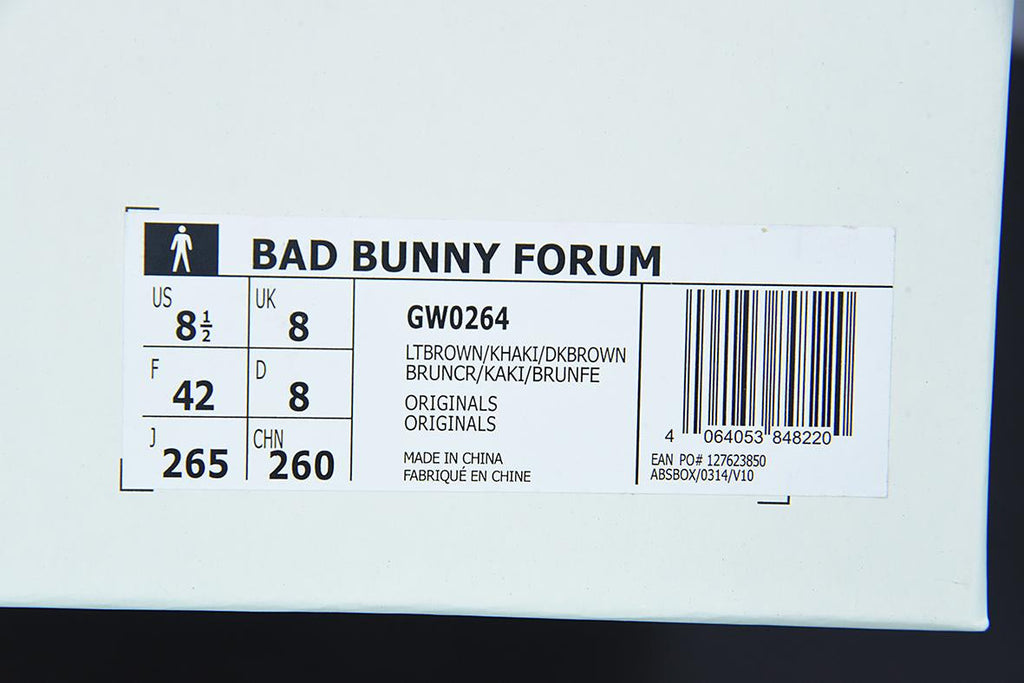 BAD BUNNY FORUM
US 8½
UK 8
F 42
D 8
J 265
CHN 260
GW0264
LTBROWN/KHAKI/DKBROWN
BRUNCR/KAKI/BRUNFE
ORIGINALS
ORIGINALS
MADE IN CHINA
FABRIQUÉ EN CHINE
4 064053 848220
EAN PO# 127623850
ABSBOX/0314/V10